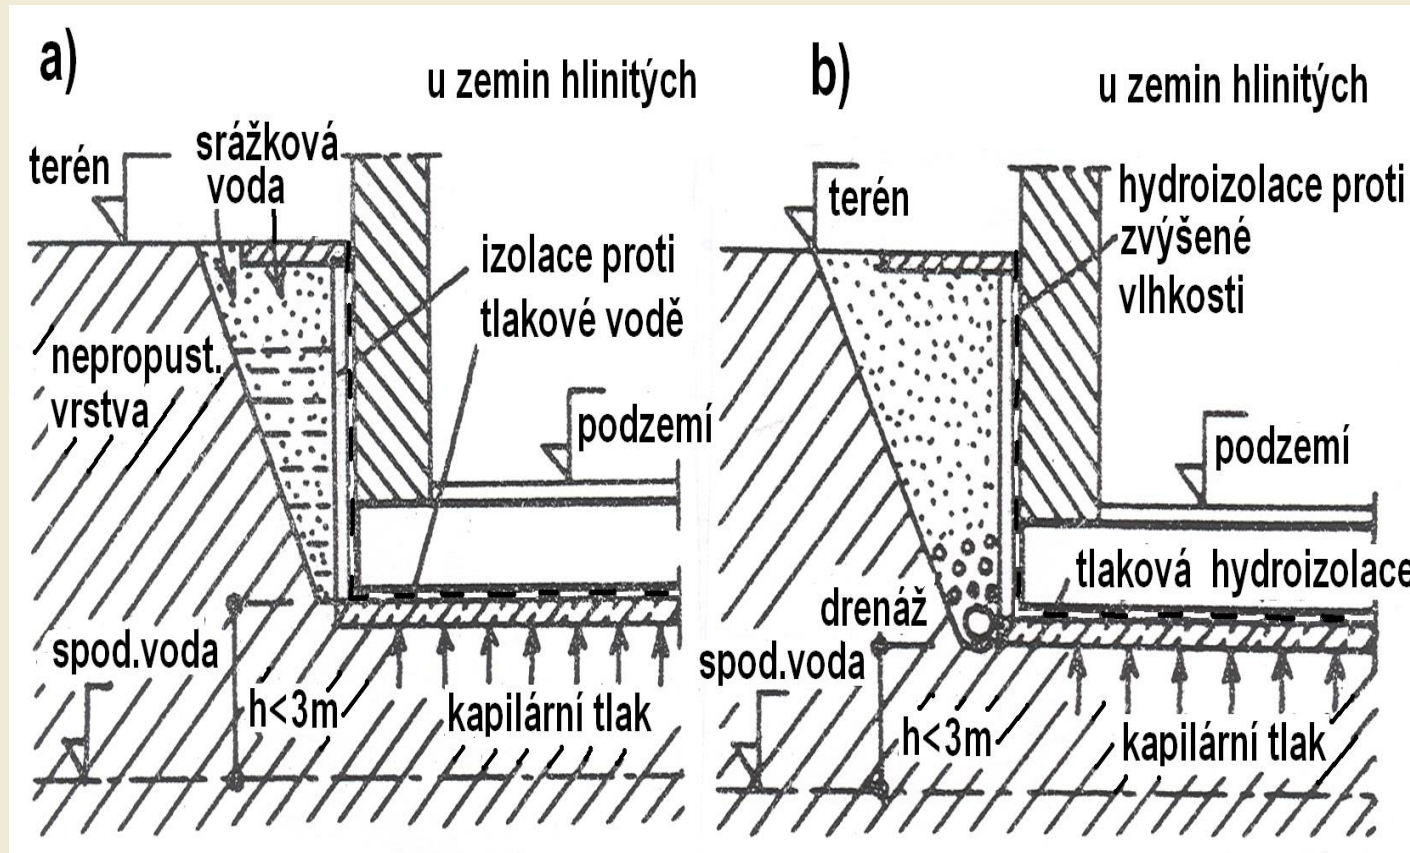 a)
u zemin hlinitých
terén
srážková
voda
izolace proti
tlakové vodě
nepropust.
vrstva
podzemí
spod.voda
h<3m
kapilární tlak
b)
u zemin hlinitých
terén
hydroizolace proti
zvýšené
vlhkosti
podzemí
tlaková hydroizolace
drenáž
spod.voda
h<3m
kapilární tlak